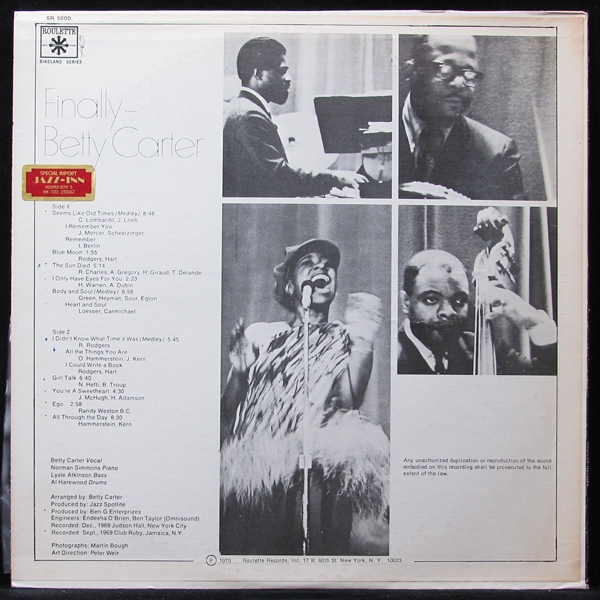 SR 5000
ROULETTE
BIRDLAND SERIES
Finally–
Betty Carter
SPECIAL IMPORT
JAZZ-INN
Side 1
Seems Like Old Times (Medley) 8:48
C. Lombardo, J. Loeb
I Remember You
J. Mercer, Schestzinger
Remember
I. Berlin
Blue Moon 1:55
Rodgers, Hart
The Sun Died 5:14
R. Charles, A. Gregory, H. Giraud, T. Delande
I Only Have Eyes For You 2:23
H. Warren, A. Dubin
Body and Soul (Medley) 8:56
Green, Heyman, Sour, Egton
Heart and Soul
Loesser, Carmichael
Side 2
I Didn't Know What Time It Was (Medley) 5:45
R. Rodgers
All the Things You Are
O. Hammerstein, J. Kern
I Could Write a Book
Rodgers, Hart
Girl Talk 6:40
N. Hefti, B. Troup
You're A Sweetheart 4:30
J. McHugh, H. Adamson
Ego 2:58
Randy Weston B.C.
All Through the Day 8:30
Hammerstein, Kern
Betty Carter Vocal
Norman Simmons Piano
Lysle Atkinson Bass
Al Harewood Drums
Arranged by: Betty Carter
Produced by: Jazz Spotlite
Produced by: Ben-G Enterprizes
Engineers: Endesha O'Brien, Ben Taylor (Omnisound)
Recorded: Dec., 1969 Judson Hall, New York City
Recorded: Sept., 1969 Club Ruby, Jamaica, N.Y.
Photographs: Martin Bough
Art Direction: Peter Weir
Any unauthorized duplication or reproduction of the sound
embodied on this recording shall be prosecuted to the full
extent of the law.
Ⓟ 1975 Roulette Records, Inc. 17 W. 60th St. New York, N. Y. 10023